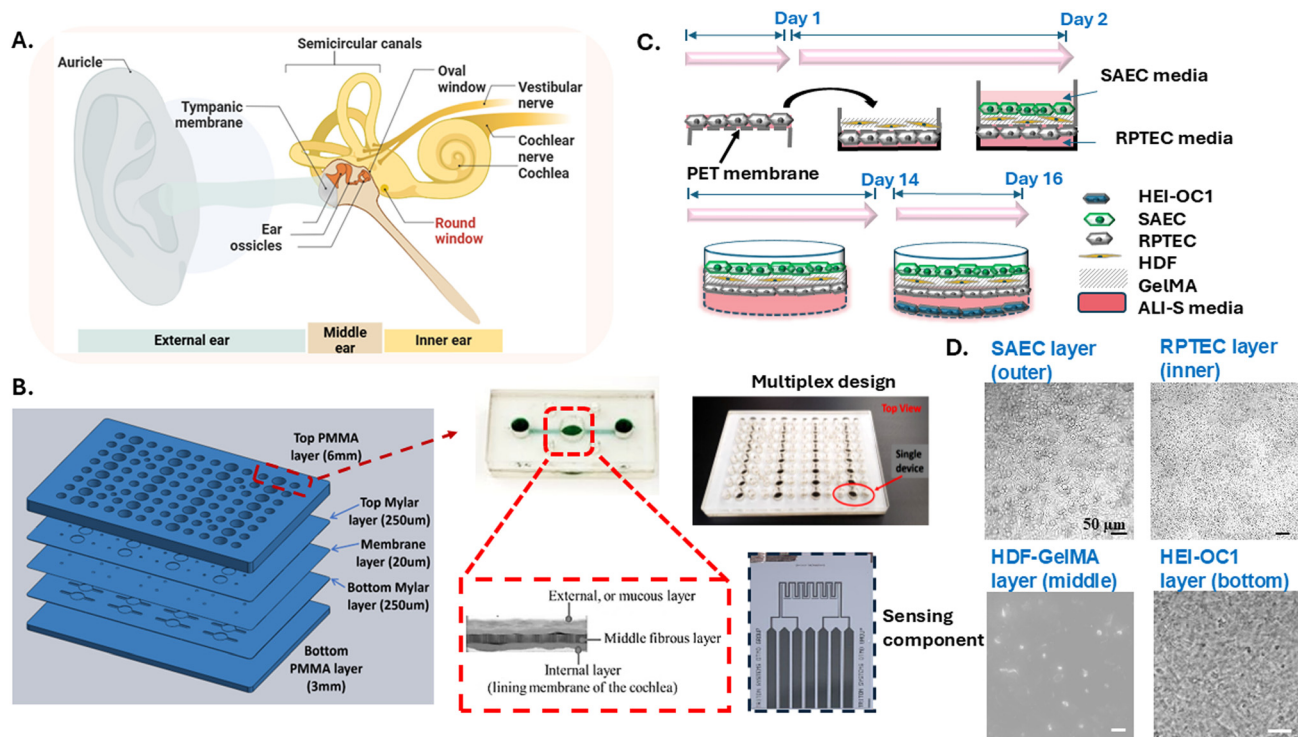 A.
Semicircular canals
Auricle
Oval
window
Vestibular
nerve
Tympanic
membrane
Cochlear
nerve
Cochlea
Ear
ossicles
Round
window
External ear
Middle
ear
Inner ear
B.
Top PMMA
layer (6mm)
Top Mylar
layer (250um)
Membrane
layer (20um)
Bottom Mylar
layer (250um)
Bottom
PMMA layer
(3mm)
Multiplex design
Top View
Single
device
External, or mucous layer
Middle fibrous layer
Internal layer
(lining membrane of the cochlea)
Sensing
component
C.
Day 1
Day 2
SAEC media
RPTEC media
PET membrane
Day 14
Day 16
HEI-OC1
SAEC
RPTEC
HDF
GelMA
ALI-S media
D.
SAEC layer
(outer)
RPTEC layer
(inner)
50 µm
HDF-GelMA
layer (middle)
HEI-OC1
layer (bottom)